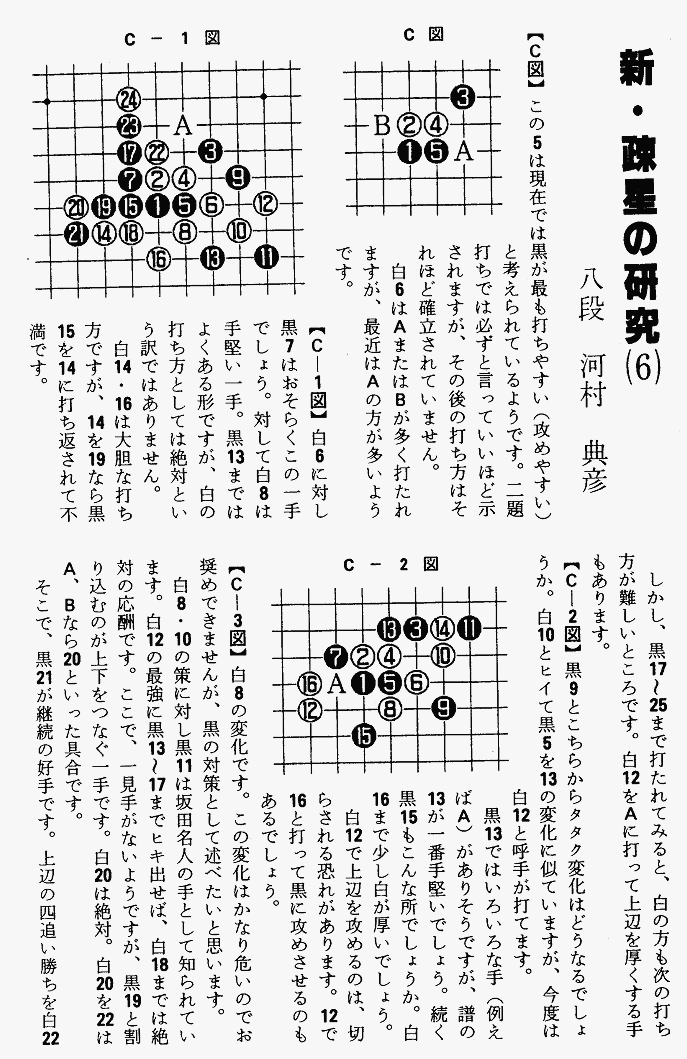 新・疎星の研究(6)
八段 河村 典彦
【C図】この5は現在では黒が最も打ちやすい(攻めやすい)
と考えられているようです。二題
打ちでは必ずと言っていいほど示
されますが、その後の打ち方はそ
れほど確立されていません。
白6はAまたはBが多く打たれ
ますが、最近はAの方が多いよう
です。
C図
3
B24
15A
C－1図
24
23A
17223
7249
20191515612
211418810
161311
【C－1図】白6に対し
黒7はおそらくこの一手
でしょう。対して白8は
手堅い一手。黒13までは
よくある形ですが、白の
打ち方としては絶対とい
う訳ではありません。
白14・16は大胆な打ち
方ですが、14を19なら黒
15を14に打ち返されて不
満です。
しかし、黒17～25まで打たれてみると、白の方も次の打ち
方が難しいところです。白12をAに打って上辺を厚くする手
もあります。
【C－2図】黒9とこちらからタタク変化はどうなるでしょ
うか。白10とヒイて黒5を13の変化に似ていますが、今度は
白12と呼手が打てます。
黒13ではいろいろな手(例え
ばA)がありそうですが、譜の
13が一番手堅いでしょう。続く
黒15もこんな所でしょうか。白
16まで少し白が厚いでしょう。
白12で上辺を攻めるのは、切
らされる恐れがあります。12で
16と打って黒に攻めさせるのも
あるでしょう。
C－2図
1331411
72410
16A156
1289
15
【C－3図】白8の変化です。この変化はかなり危いのでお
奨めできませんが、黒の対策として述べたいと思います。
白8・10の策に対し黒11は坂田名人の手として知られてい
ます。白12の最強に黒13～17までヒキ出せば、白18までは絶
対の応酬です。ここで、一見手がないようですが、黒19と割
り込むのが上下をつなぐ一手です。白20は絶対。白20を22は
A、Bなら20といった具合です。
そこで、黒21が継続の好手です。上辺の四追い勝ちを白22